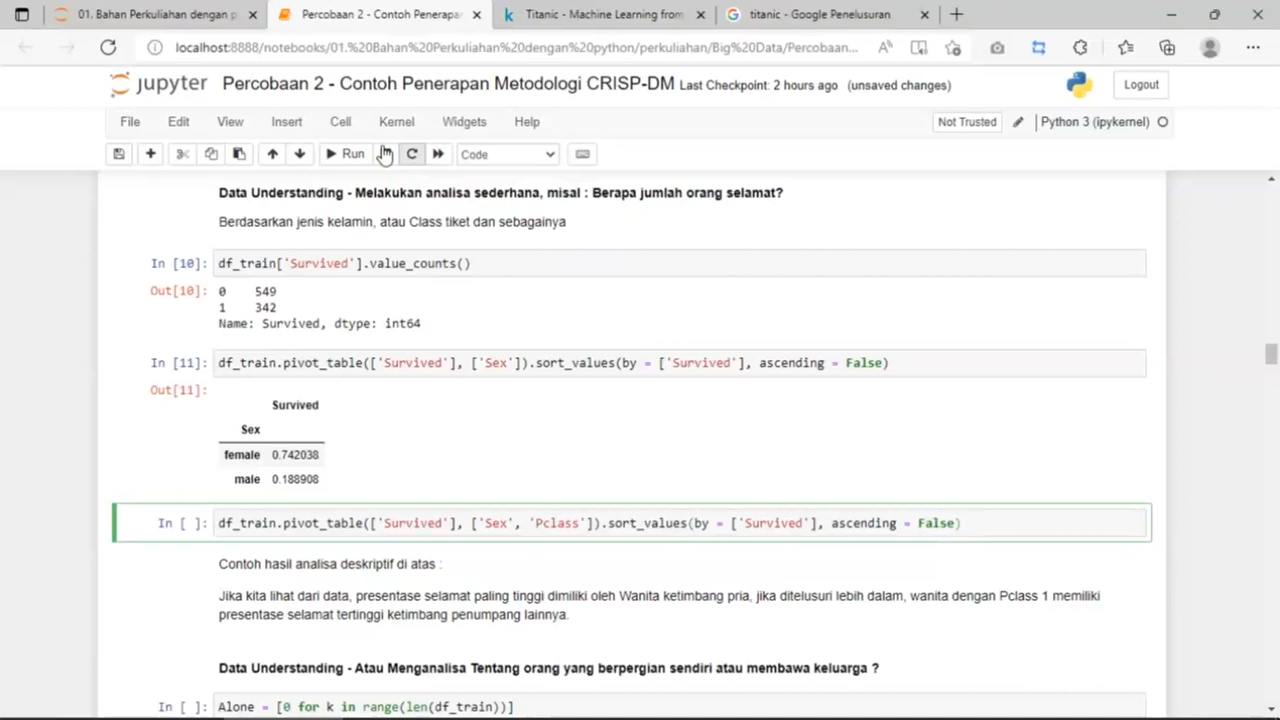 01. Bahan Perkuliahan dengan p
Percobaan 2 - Contoh Penerapa
Titanic - Machine Learning from
titanic - Google Penelusuran
localhost:8888/notebooks/01.%20Bahan%20Perkuliahan%20dengan%20python/perkuliahan/Big%20Data/Percobaan...
jupyter Percobaan 2 - Contoh Penerapan Metodologi CRISP-DM Last Checkpoint: 2 hours ago (unsaved changes) Logout
File Edit View Insert Cell Kernel Widgets Help Not Trusted Python 3 (ipykernel)
Run Code
Data Understanding - Melakukan analisa sederhana, misal : Berapa jumlah orang selamat?
Berdasarkan jenis kelamin, atau Class tiket dan sebagainya
In [10]: df_train['Survived'].value_counts()
Out[10]: 0 549
1 342
Name: Survived, dtype: int64
In [11]: df_train.pivot_table(['Survived'], ['Sex']).sort_values(by = ['Survived'], ascending = False)
Out[11]:
Survived
Sex
female 0.742038
male 0.188908
In [ ]: df_train.pivot_table(['Survived'], ['Sex', 'Pclass']).sort_values(by = ['Survived'], ascending = False)
Contoh hasil analisa deskriptif di atas :
Jika kita lihat dari data, presentase selamat paling tinggi dimiliki oleh Wanita ketimbang pria, jika ditelusuri lebih dalam, wanita dengan Pclass 1 memiliki
presentase selamat tertinggi ketimbang penumpang lainnya.
Data Understanding - Atau Menganalisa Tentang orang yang berpergian sendiri atau membawa keluarga ?
In [ ]: Alone = [0 for k in range(len(df_train))]